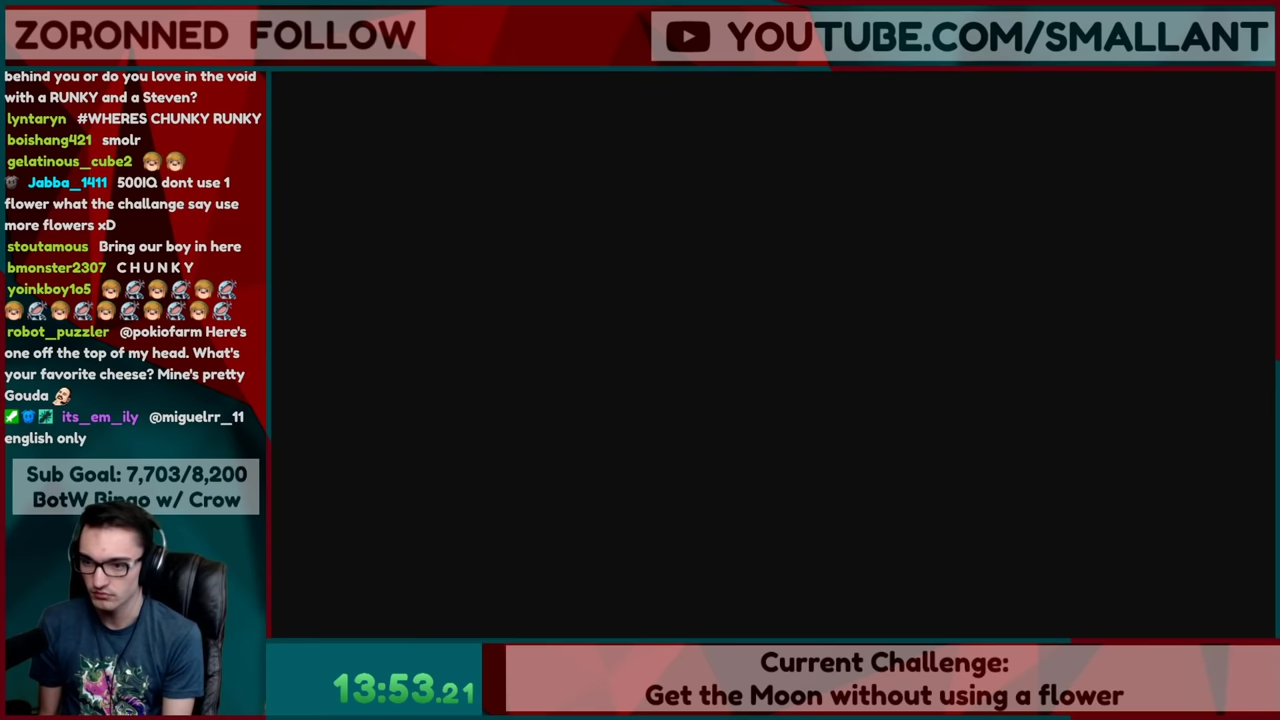 ZORONNED FOLLOW
YOUTUBE.COM/SMALLANT
behind you or do you love in the void
with a RUNKY and a Steven?
lyntaryn #WHERES CHUNKY RUNKY
boishang421 smolr
gelatinous_cube2
Jabba_1411 500IQ dont use 1
flower what the challange say use
more flowers xD
stoutamous Bring our boy in here
bmonster2307 C H U N K Y
yoinkboy1o5
robot_puzzler @pokiofarm Here's
one off the top of my head. What's
your favorite cheese? Mine's pretty
Gouda
its_em_ily @miguelrr_11
english only
Sub Goal: 7,703/8,200
BotW Bingo w/ Crow
13:53.21
Current Challenge:
Get the Moon without using a flower